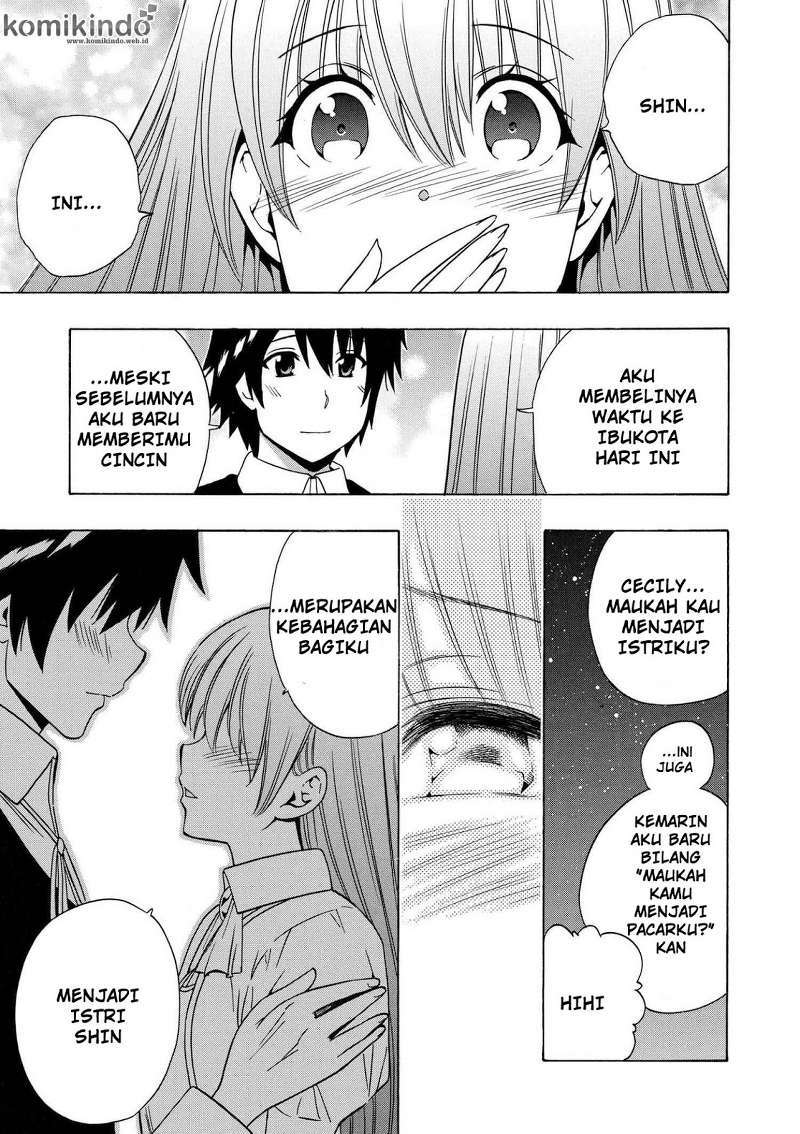 komikindo
www.komikindo.web.id
SHIN...
INI...
AKU
MEMBELINYA
WAKTU KE
IBUKOTA
HARI INI
...MESKI
SEBELUMNYA
AKU BARU
MEMBERIMU
CINCIN
CECILY...
MAUKAH KAU
MENJADI
ISTRIKU?
...INI
JUGA
KEMARIN
AKU BARU
BILANG
"MAUKAH
KAMU
MENJADI
PACARKU?"
KAN
HIHI
...MERUPAKAN
KEBAHAGIAN
BAGIKU
MENJADI
ISTRI
SHIN